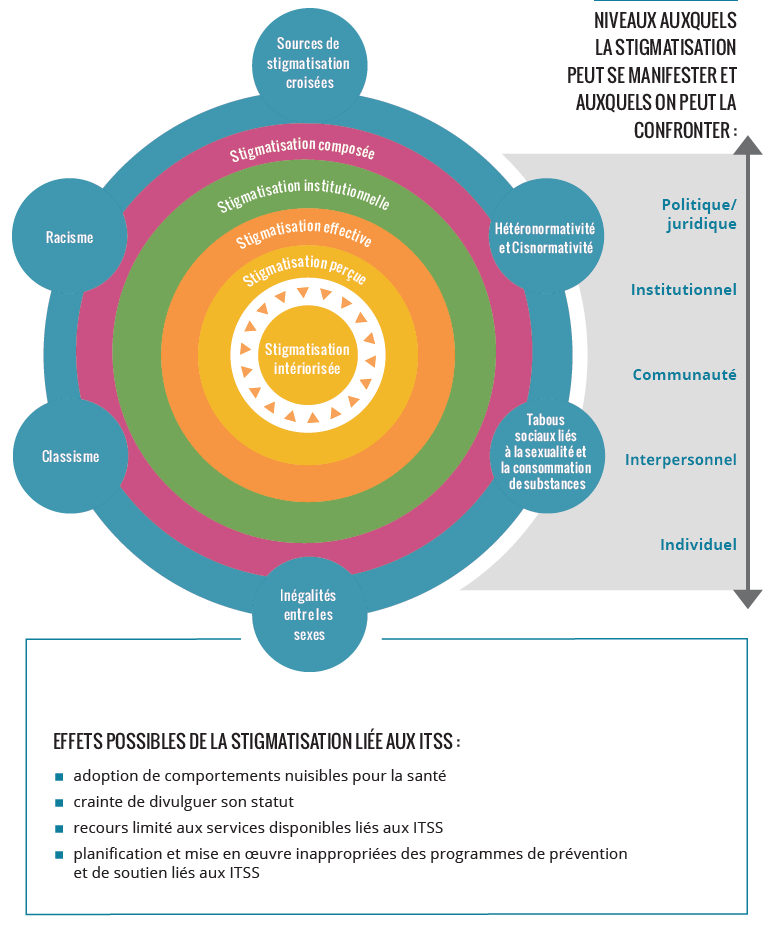 NIVEAUX AUXQUELS
LA STIGMATISATION
PEUT SE MANIFESTER ET
AUXQUELS ON PEUT LA
CONFRONTER :
Sources de
stigmatisation
croisées
Stigmatisation composée
Stigmatisation institutionnelle
Stigmatisation effective
Stigmatisation perçue
Stigmatisation
intériorisée
Racisme
Hétéronormativité
et Cisnormativité
Classisme
Tabous
sociaux liés
à la sexualité et
la consommation
de substances
Inégalités
entre les
sexes
Politique/
juridique
Institutionnel
Communauté
Interpersonnel
Individuel
EFFETS POSSIBLES DE LA STIGMATISATION LIÉE AUX ITSS :
adoption de comportements nuisibles pour la santé
crainte de divulguer son statut
recours limité aux services disponibles liés aux ITSS
planification et mise en œuvre inappropriées des programmes de prévention
et de soutien liés aux ITSS